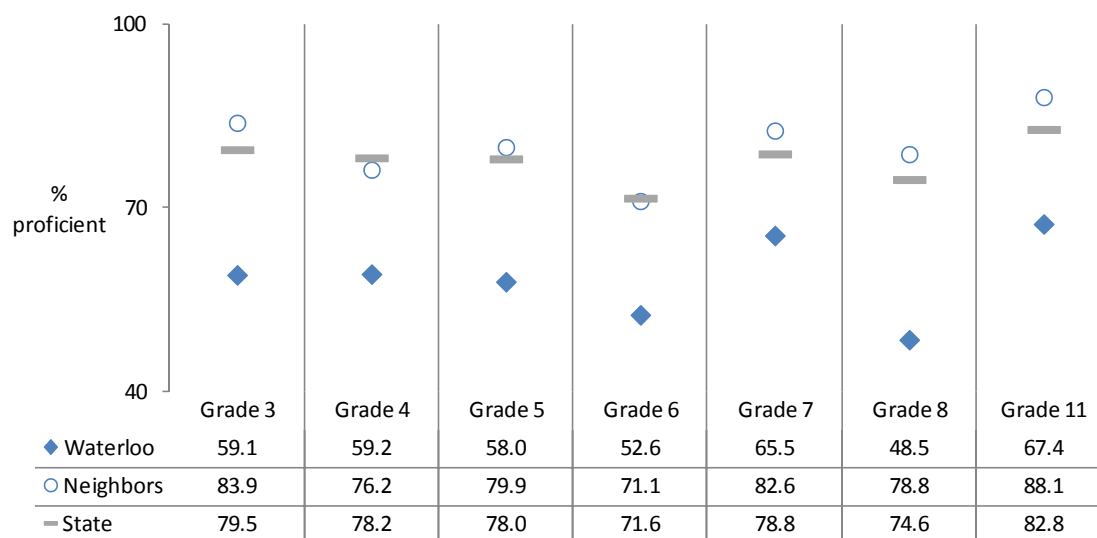 100
%
proficient
70
40
Grade 3 Grade 4 Grade 5 Grade 6 Grade 7 Grade 8 Grade 11
Waterloo 59.1 59.2 58.0 52.6 65.5 48.5 67.4
Neighbors 83.9 76.2 79.9 71.1 82.6 78.8 88.1
State 79.5 78.2 78.0 71.6 78.8 74.6 82.8